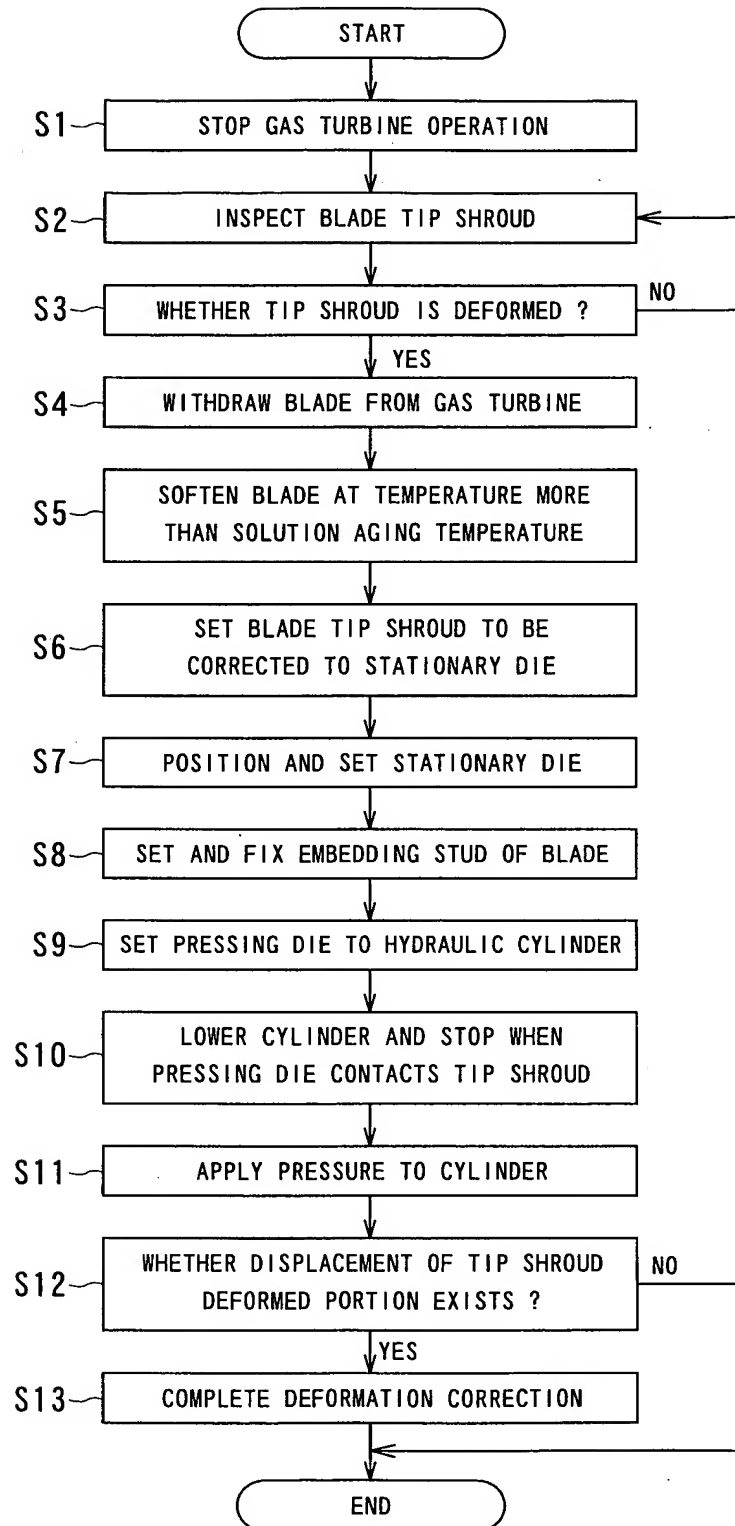 START
S1 STOP GAS TURBINE OPERATION
S2 INSPECT BLADE TIP SHROUD
S3 WHETHER TIP SHROUD IS DEFORMED ? NO
YES
S4 WITHDRAW BLADE FROM GAS TURBINE
S5 SOFTEN BLADE AT TEMPERATURE MORE
THAN SOLUTION AGING TEMPERATURE
S6 SET BLADE TIP SHROUD TO BE
CORRECTED TO STATIONARY DIE
S7 POSITION AND SET STATIONARY DIE
S8 SET AND FIX EMBEDDING STUD OF BLADE
S9 SET PRESSING DIE TO HYDRAULIC CYLINDER
S10 LOWER CYLINDER AND STOP WHEN
PRESSING DIE CONTACTS TIP SHROUD
S11 APPLY PRESSURE TO CYLINDER
S12 WHETHER DISPLACEMENT OF TIP SHROUD
DEFORMED PORTION EXISTS ? NO
YES
S13 COMPLETE DEFORMATION CORRECTION
END